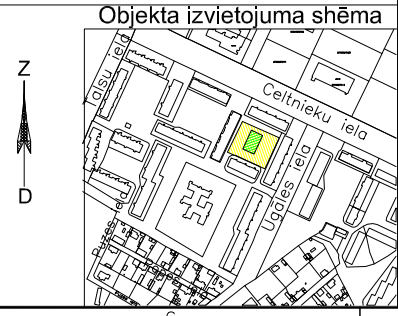 Objekta izvietojuma shēma
Z
D
Talsu iela
Celtnieku iela
Ugāles iela